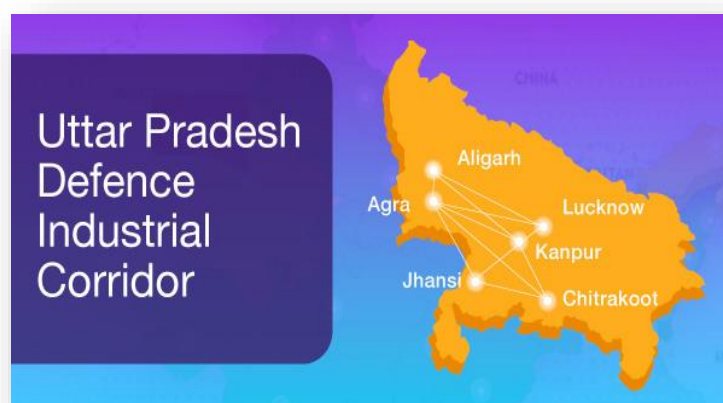 Uttar Pradesh
Defence
Industrial
Corridor
CHINA
Aligarh
Agra
Lucknow
Kanpur
Jhansi
Chitrakoot